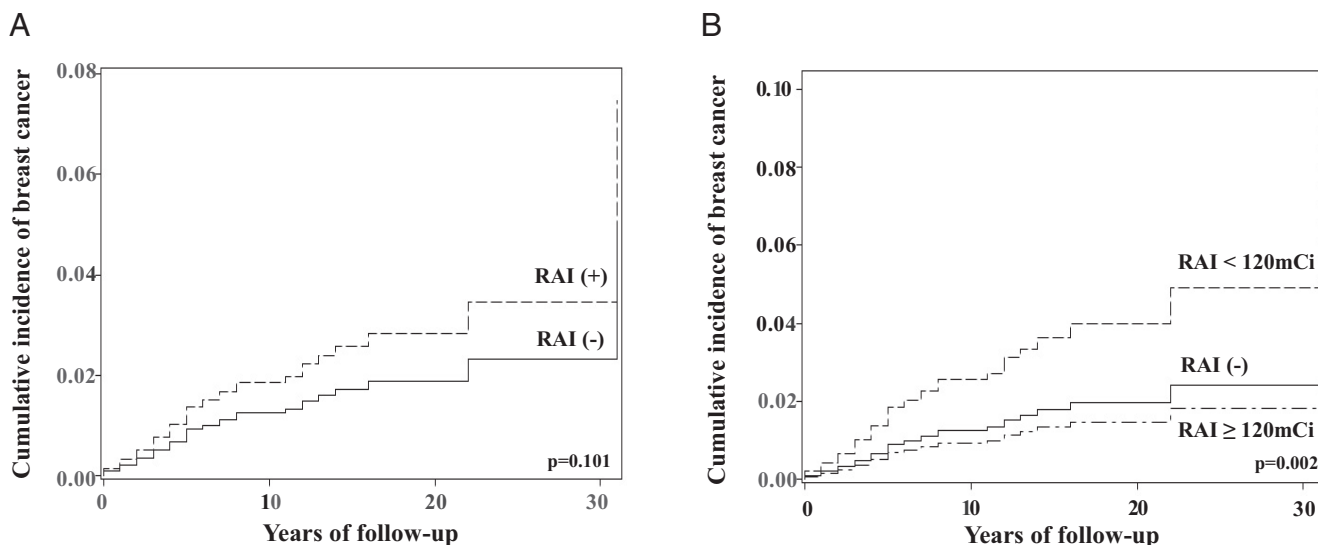 A
Cumulative incidence of breast cancer
0.08
0.06
0.04
0.02
0.00
RAI (+)
RAI (-)
p=0.101
0
10
20
30
Years of follow-up
B
Cumulative incidence of breast cancer
0.10
0.08
0.06
0.04
0.02
0.00
RAI < 120mCi
RAI (-)
RAI ≥ 120mCi
p=0.002
0
10
20
30
Years of follow-up